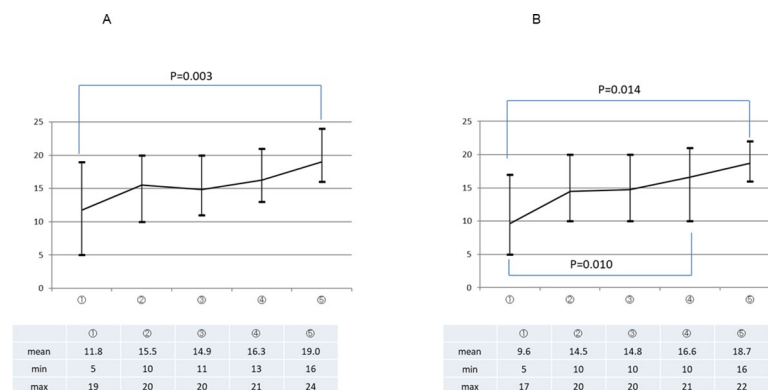 A
P=0.003
25
20
15
10
5
0
① ② ③ ④ ⑤
① ② ③ ④ ⑤
mean 11.8 15.5 14.9 16.3 19.0
min 5 10 11 13 16
max 19 20 20 21 24
B
P=0.014
25
20
15
10
5
0
P=0.010
① ② ③ ④ ⑤
① ② ③ ④ ⑤
mean 9.6 14.5 14.8 16.6 18.7
min 5 10 10 10 16
max 17 20 20 21 22